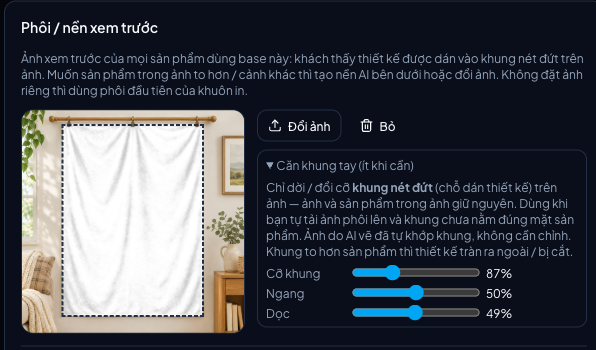 Phôi / nền xem trước
Ảnh xem trước của mọi sản phẩm dùng base này: khách thấy thiết kế được dán vào khung nét đứt trên
ảnh. Muốn sản phẩm trong ảnh to hơn / cảnh khác thì tạo nền AI bên dưới hoặc đổi ảnh. Không đặt ảnh
riêng thì dùng phôi đầu tiên của khuôn in.
Đổi ảnh
Bỏ
▼ Căn khung tay (ít khi cần)
Chỉ dời / đổi cỡ khung nét đứt (chỗ dán thiết kế) trên
ảnh — ảnh và sản phẩm trong ảnh giữ nguyên. Dùng khi
bạn tự tải ảnh phôi lên và khung chưa nằm đúng mặt sản
phẩm. Ảnh do AI vẽ đã tự khớp khung, không cần chỉnh.
Khung to hơn sản phẩm thì thiết kế tràn ra ngoài / bị cắt.
Cỡ khung 87%
Ngang 50%
Dọc 49%